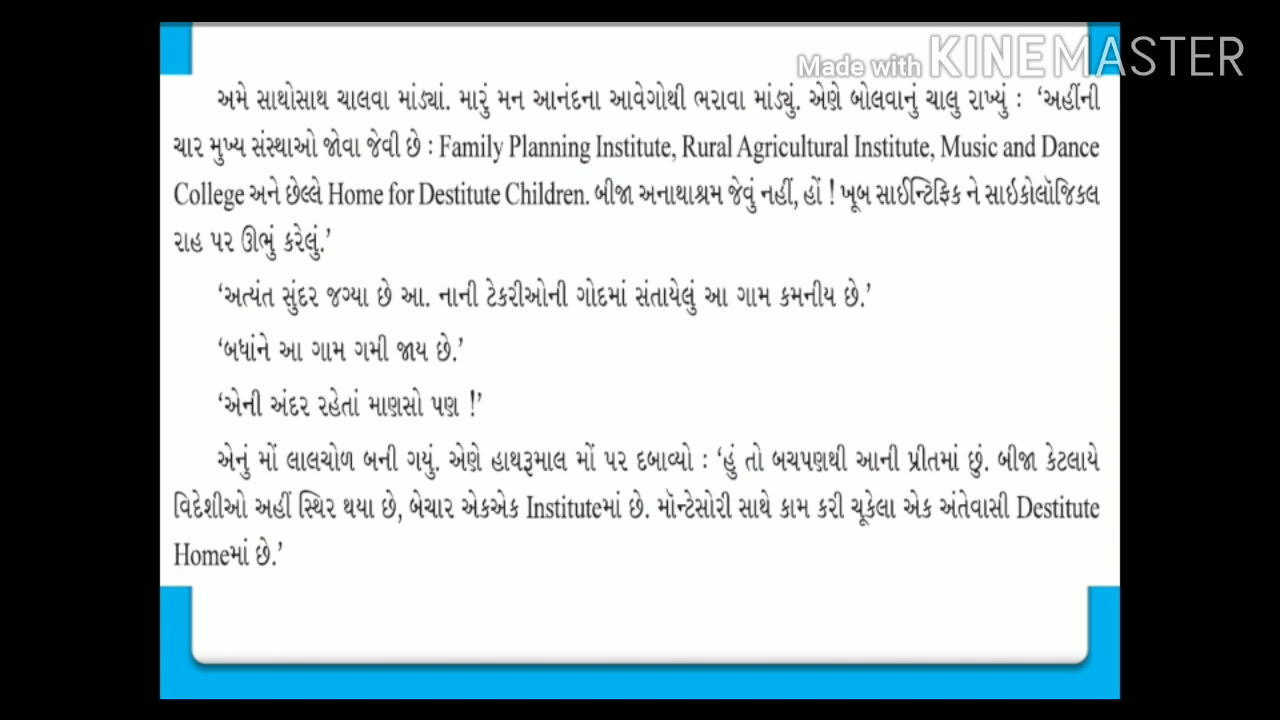 Made with KINEMASTER
અમે સાથોસાથ ચાલવા માંડ્યાં. મારું મન આનંદના આવેગોથી ભરાવા માંડ્યું. એણે બોલવાનું ચાલુ રાખ્યું : ‘અહીંની
ચાર મુખ્ય સંસ્થાઓ જોવા જેવી છે : Family Planning Institute, Rural Agricultural Institute, Music and Dance
College અને છેલ્લે Home for Destitute Children. બીજા અનાથાશ્રમ જેવું નહીં, હોં ! ખૂબ સાઈન્ટિફિક ને સાઇકોલૉજિકલ
રાહ પર ઊભું કરેલું.’
‘અત્યંત સુંદર જગ્યા છે આ. નાની ટેકરીઓની ગોદમાં સંતાયેલું આ ગામ કમનીય છે.’
‘બધાંને આ ગામ ગમી જાય છે.’
‘એની અંદર રહેતાં માણસો પણ !’
એનું મોં લાલચોળ બની ગયું. એણે હાથરૂમાલ મોં પર દબાવ્યો : ‘હું તો બચપણથી આની પ્રીતમાં છું. બીજા કેટલાયે
વિદેશીઓ અહીં સ્થિર થયા છે, બેચાર એકએક Instituteમાં છે. મૉન્ટેસોરી સાથે કામ કરી ચૂકેલા એક અંતેવાસી Destitute
Homeમાં છે.’